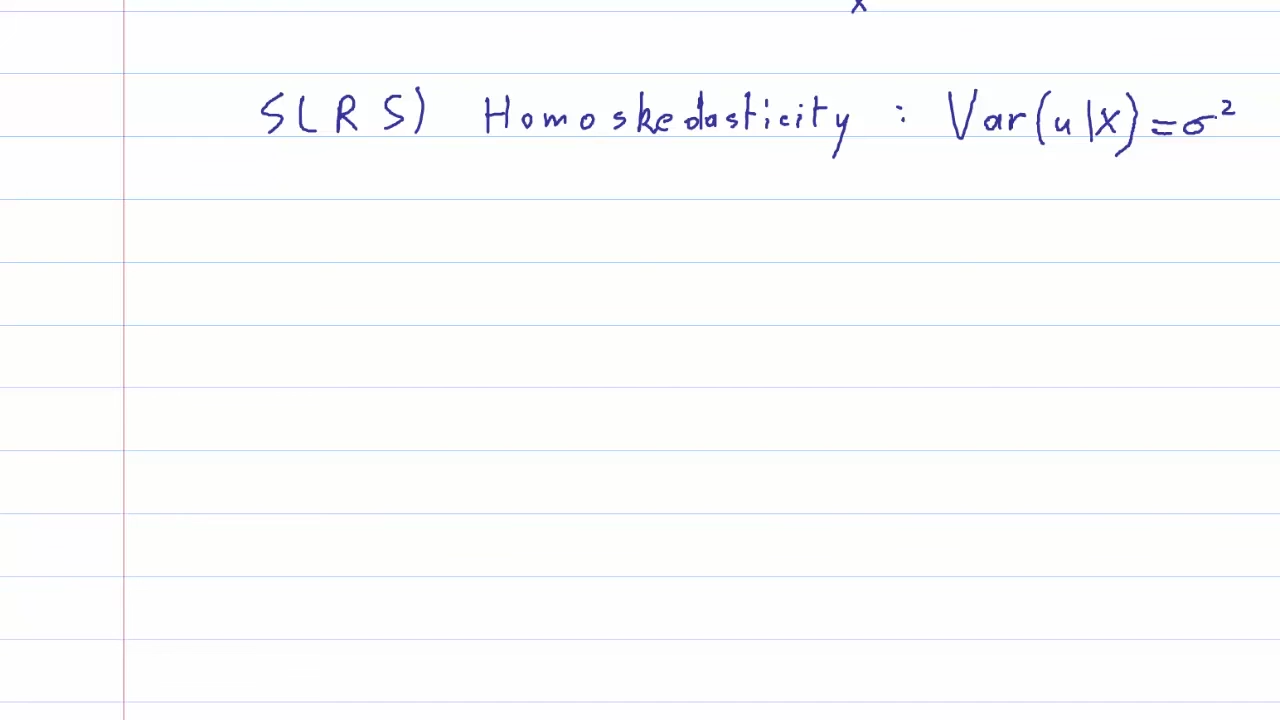 x
SLR 5) Homoskedasticity : Var(u|X) = σ²